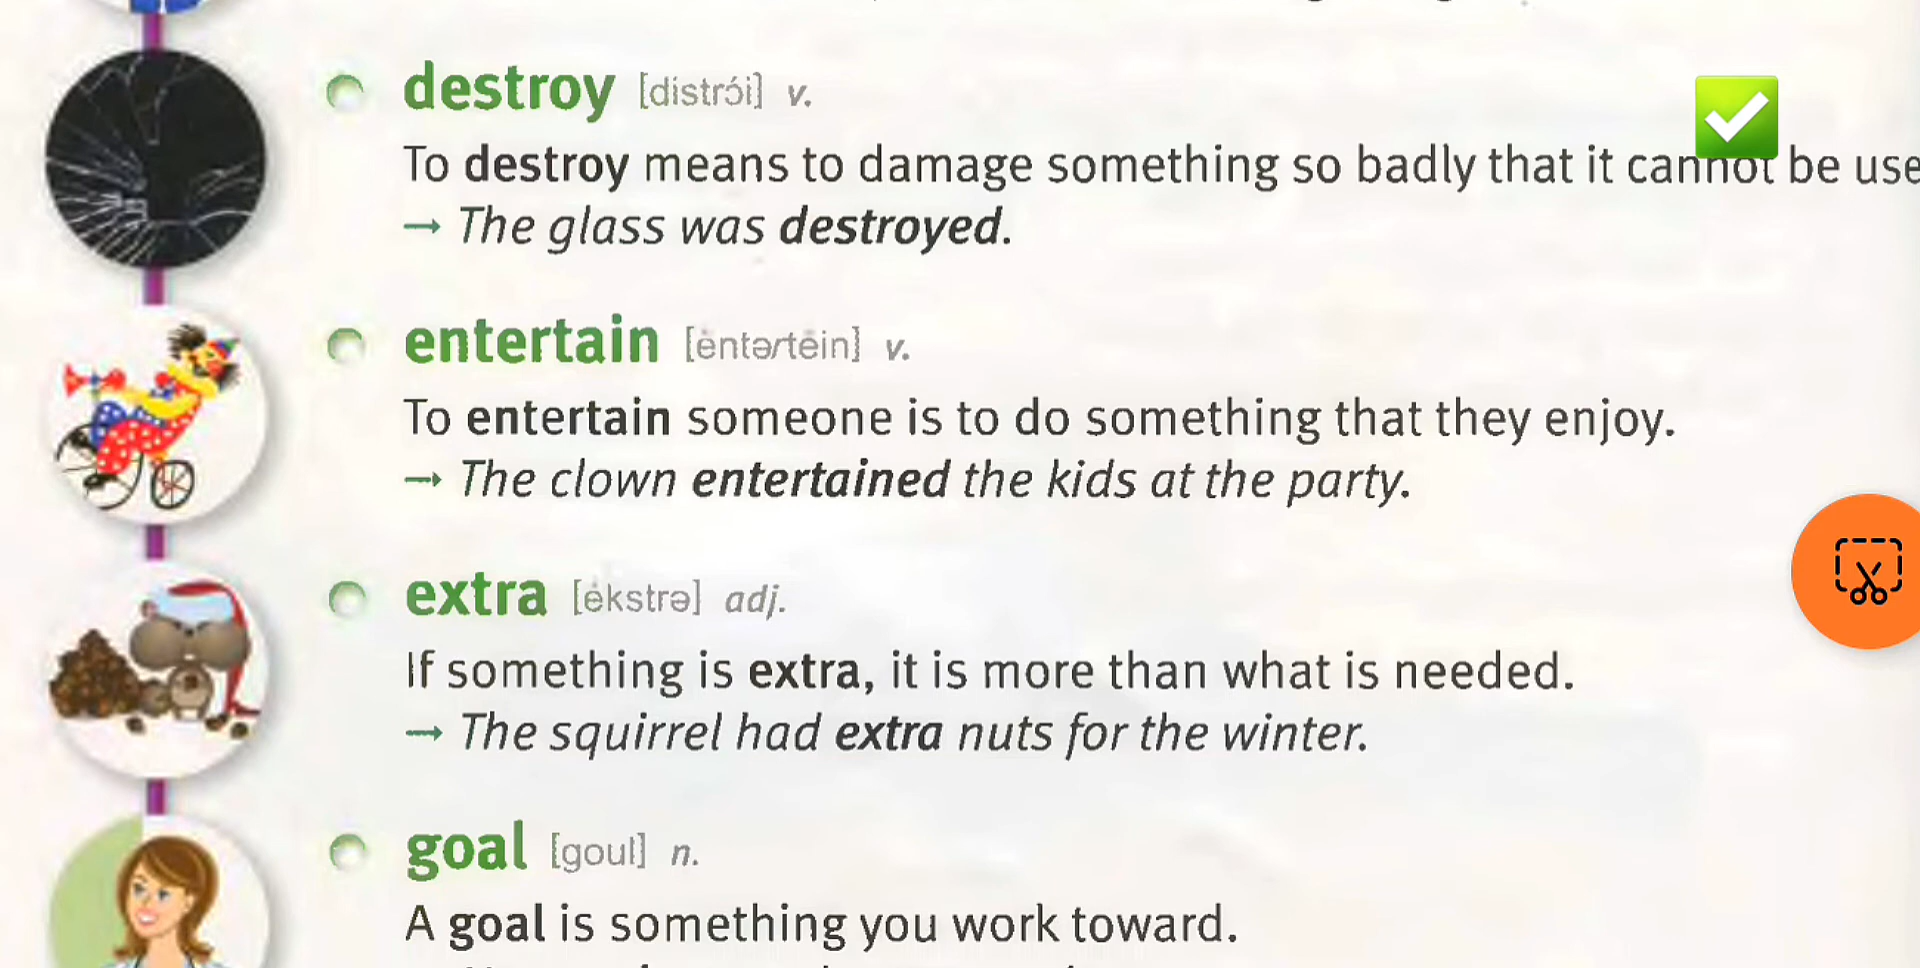 destroy [distrɔ́i] v.
To destroy means to damage something so badly that it cannot be use
→ The glass was destroyed.
entertain [èntərtéin] v.
To entertain someone is to do something that they enjoy.
→ The clown entertained the kids at the party.
extra [ékstrə] adj.
If something is extra, it is more than what is needed.
→ The squirrel had extra nuts for the winter.
goal [goul] n.
A goal is something you work toward.